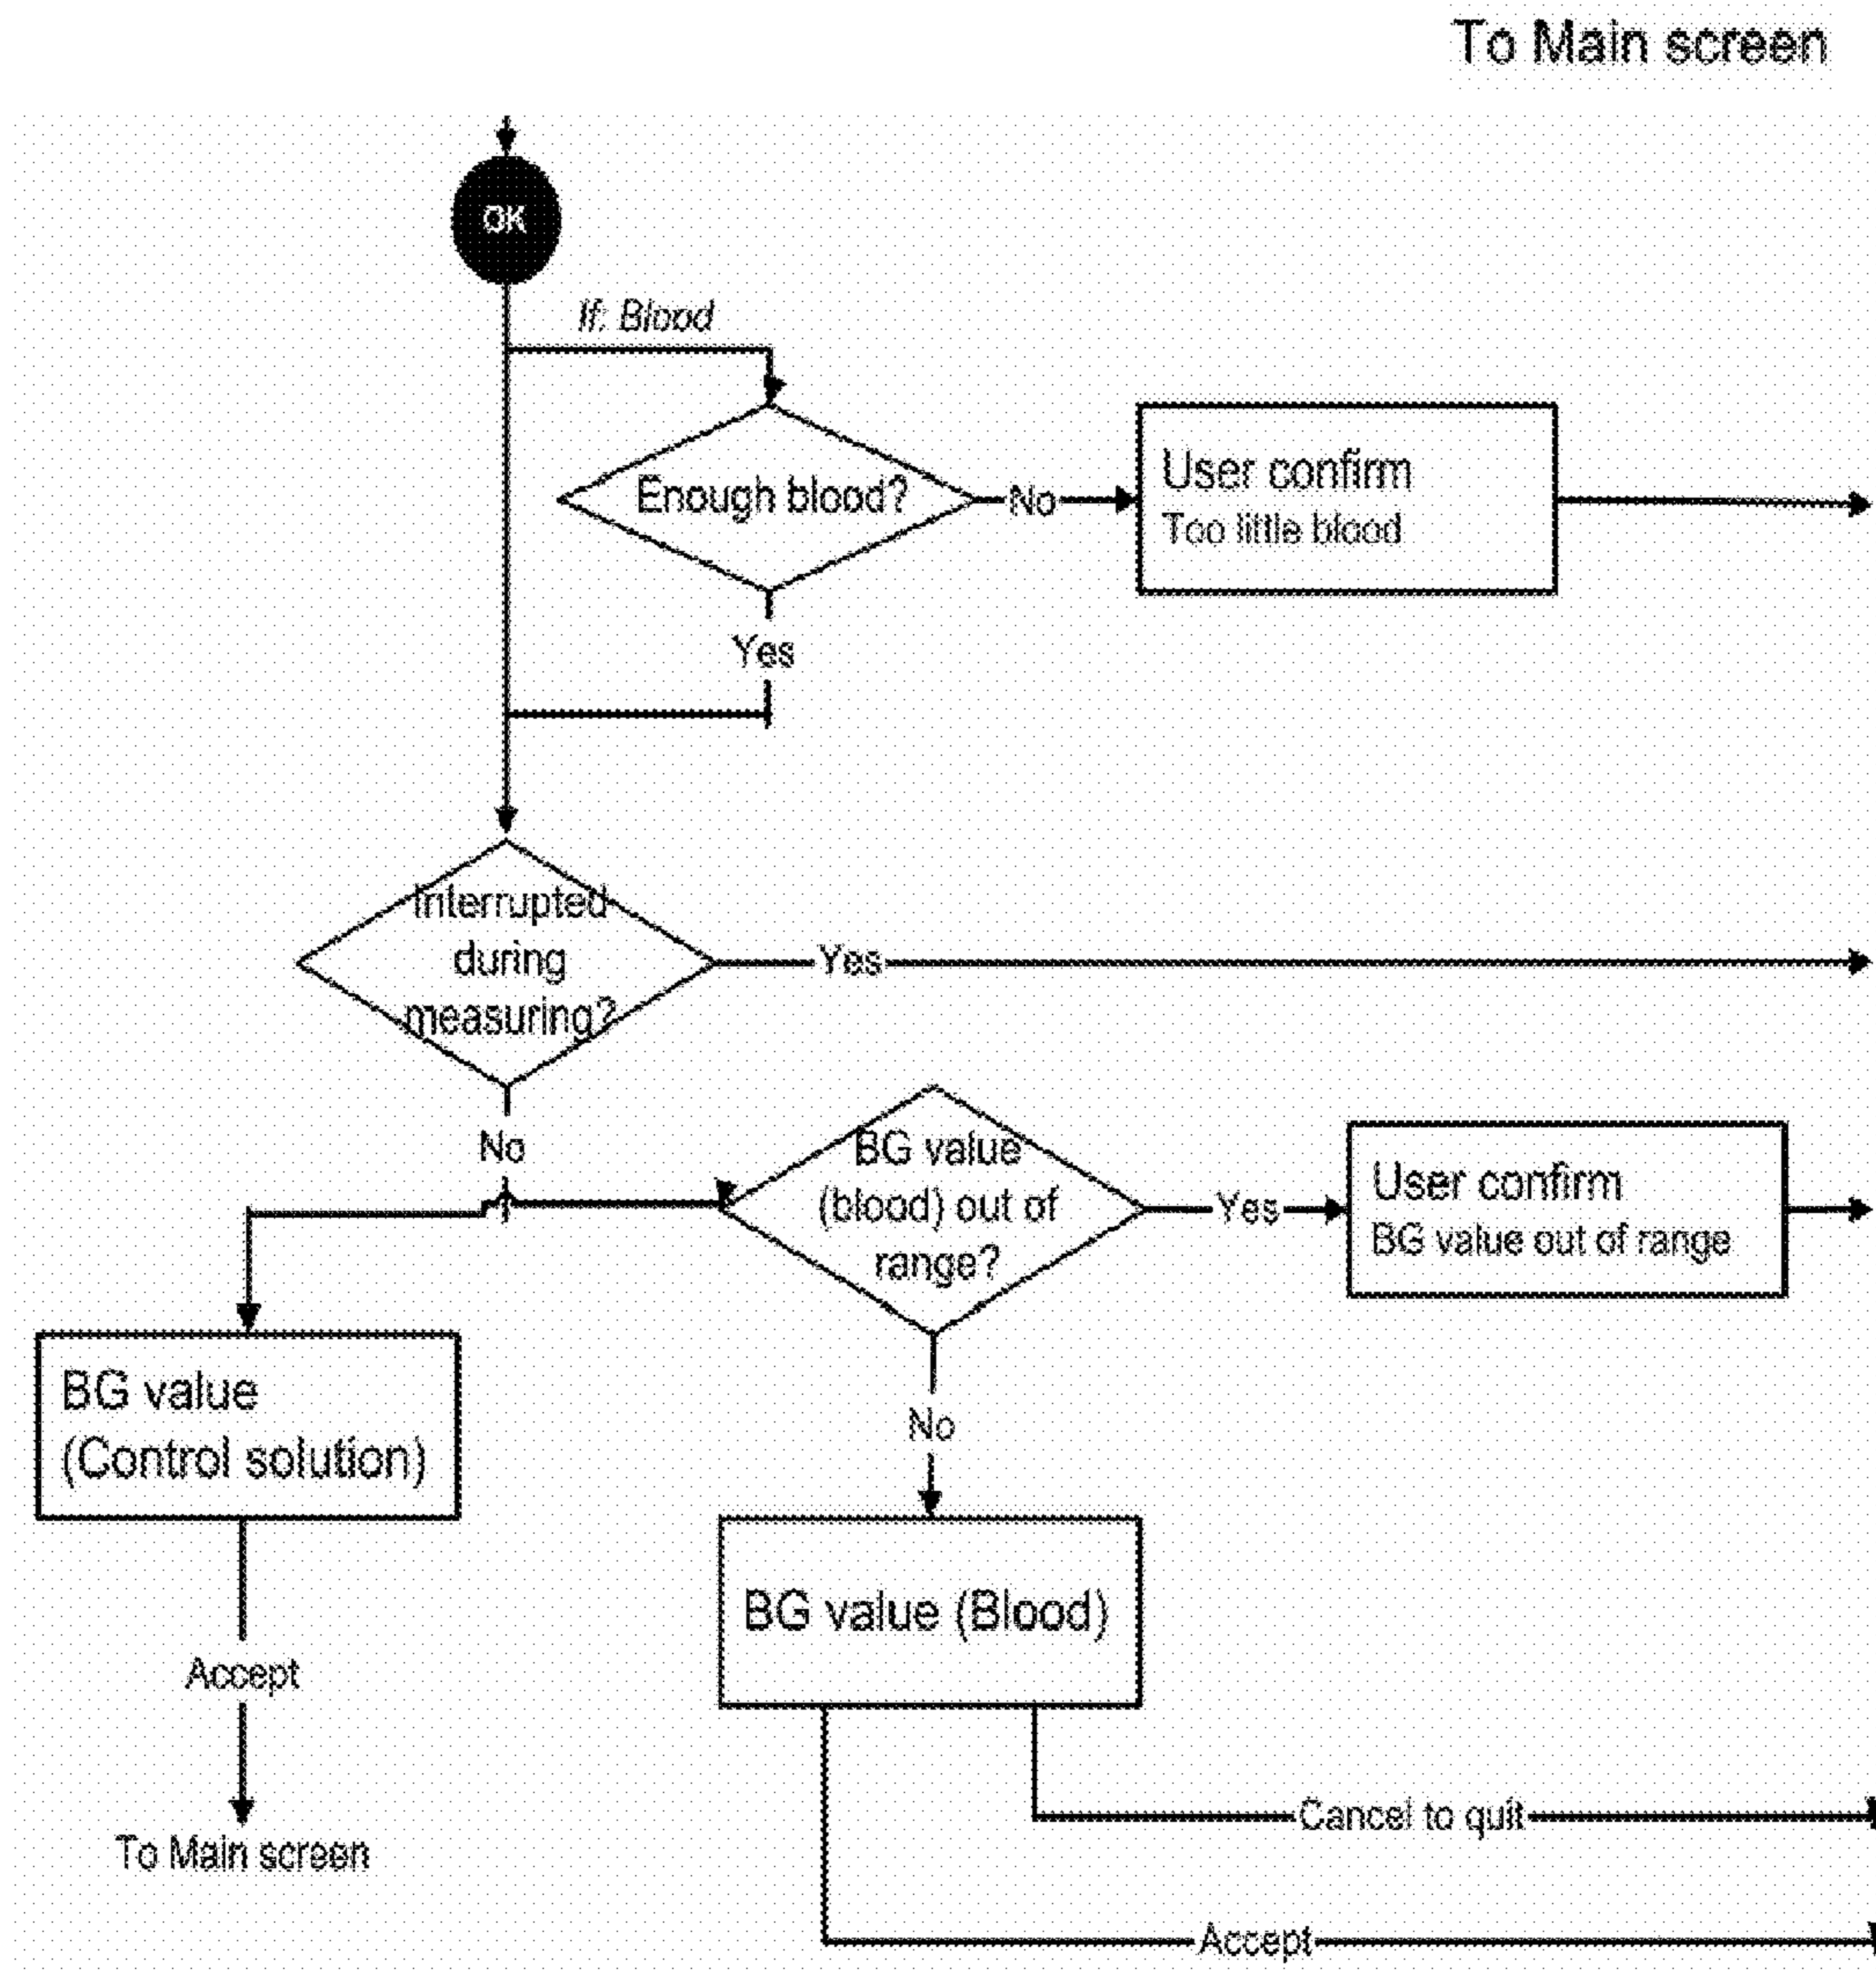 To Main screen
OK
If: Blood
Enough blood?
No
User confirm
Too little blood
Yes
Interrupted
during
measuring?
Yes
No
BG value
(blood) out of
range?
Yes
User confirm
BG value out of range
BG value
(Control solution)
No
BG value (Blood)
Accept
Cancel to quit
To Main screen
Accept